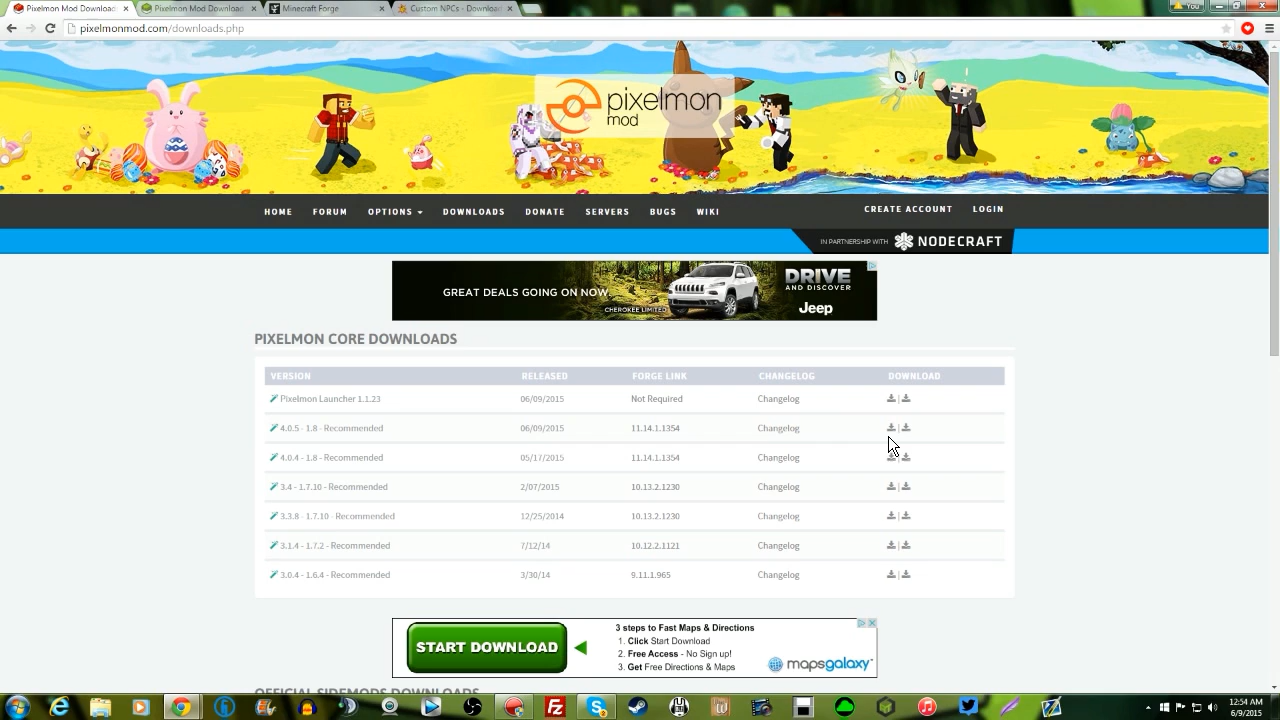 Pixelmon Mod Downloads
Pixelmon Mod Downloads
Minecraft Forge
Custom NPCs - Download
You
pixelmonmod.com/downloads.php
pixelmon
mod
HOME FORUM OPTIONS DOWNLOADS DONATE SERVERS BUGS WIKI
CREATE ACCOUNT LOGIN
IN PARTNERSHIP WITH NODECRAFT
GREAT DEALS GOING ON NOW.
CHEROKEE LIMITED
DRIVE
AND DISCOVER
Jeep
PIXELMON CORE DOWNLOADS
VERSION RELEASED FORGE LINK CHANGELOG DOWNLOAD
Pixelmon Launcher 1.1.23 06/09/2015 Not Required Changelog |
4.0.5 - 1.8 - Recommended 06/09/2015 11.14.1.1354 Changelog |
4.0.4 - 1.8 - Recommended 05/17/2015 11.14.1.1354 Changelog |
3.4 - 1.7.10 - Recommended 2/07/2015 10.13.2.1230 Changelog |
3.3.8 - 1.7.10 - Recommended 12/25/2014 10.13.2.1230 Changelog |
3.1.4 - 1.7.2 - Recommended 7/12/14 10.12.2.1121 Changelog |
3.0.4 - 1.6.4 - Recommended 3/30/14 9.11.1.965 Changelog |
START DOWNLOAD
3 steps to Fast Maps & Directions
1. Click Start Download
2. Free Access - No Sign up!
3. Get Free Directions & Maps
mapsgalaxy
OFFICIAL SIDEMODS DOWNLOADS
12:54 AM
6/9/2015